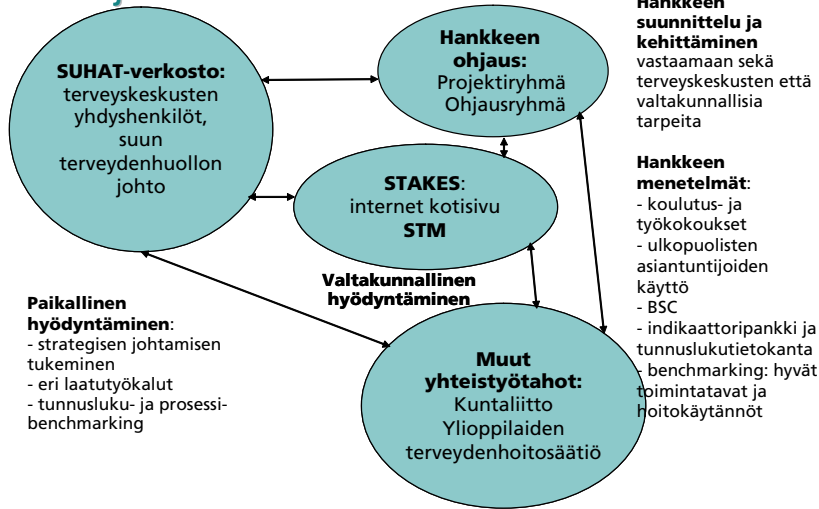 SUHAT-verkosto:
terveyskeskusten
yhdyshenkilöt,
suun
terveydenhuollon
johto
Hankkeen
ohjaus:
Projektiryhmä
Ohjausryhmä
STAKES:
internet kotisivu
STM
Valtakunnallinen
hyödyntäminen
Paikallinen
hyödyntäminen:
- strategisen johtamisen
tukeminen
- eri laatutyökalut
- tunnusluku- ja prosessi-
benchmarking
Muut
yhteistyötahot:
Kuntaliitto
Ylioppilaiden
terveydenhoitosäätiö
Hankkeen
suunnittelu ja
kehittäminen
vastaamaan sekä
terveyskeskusten että
valtakunnallisia
tarpeita
Hankkeen
menetelmät:
- koulutus- ja
työkokoukset
- ulkopuolisten
asiantuntijoiden
käyttö
- BSC
- indikaattoripankki ja
tunnuslukutietokanta
- benchmarking: hyvät
toimintatavat ja
hoitokäytännöt